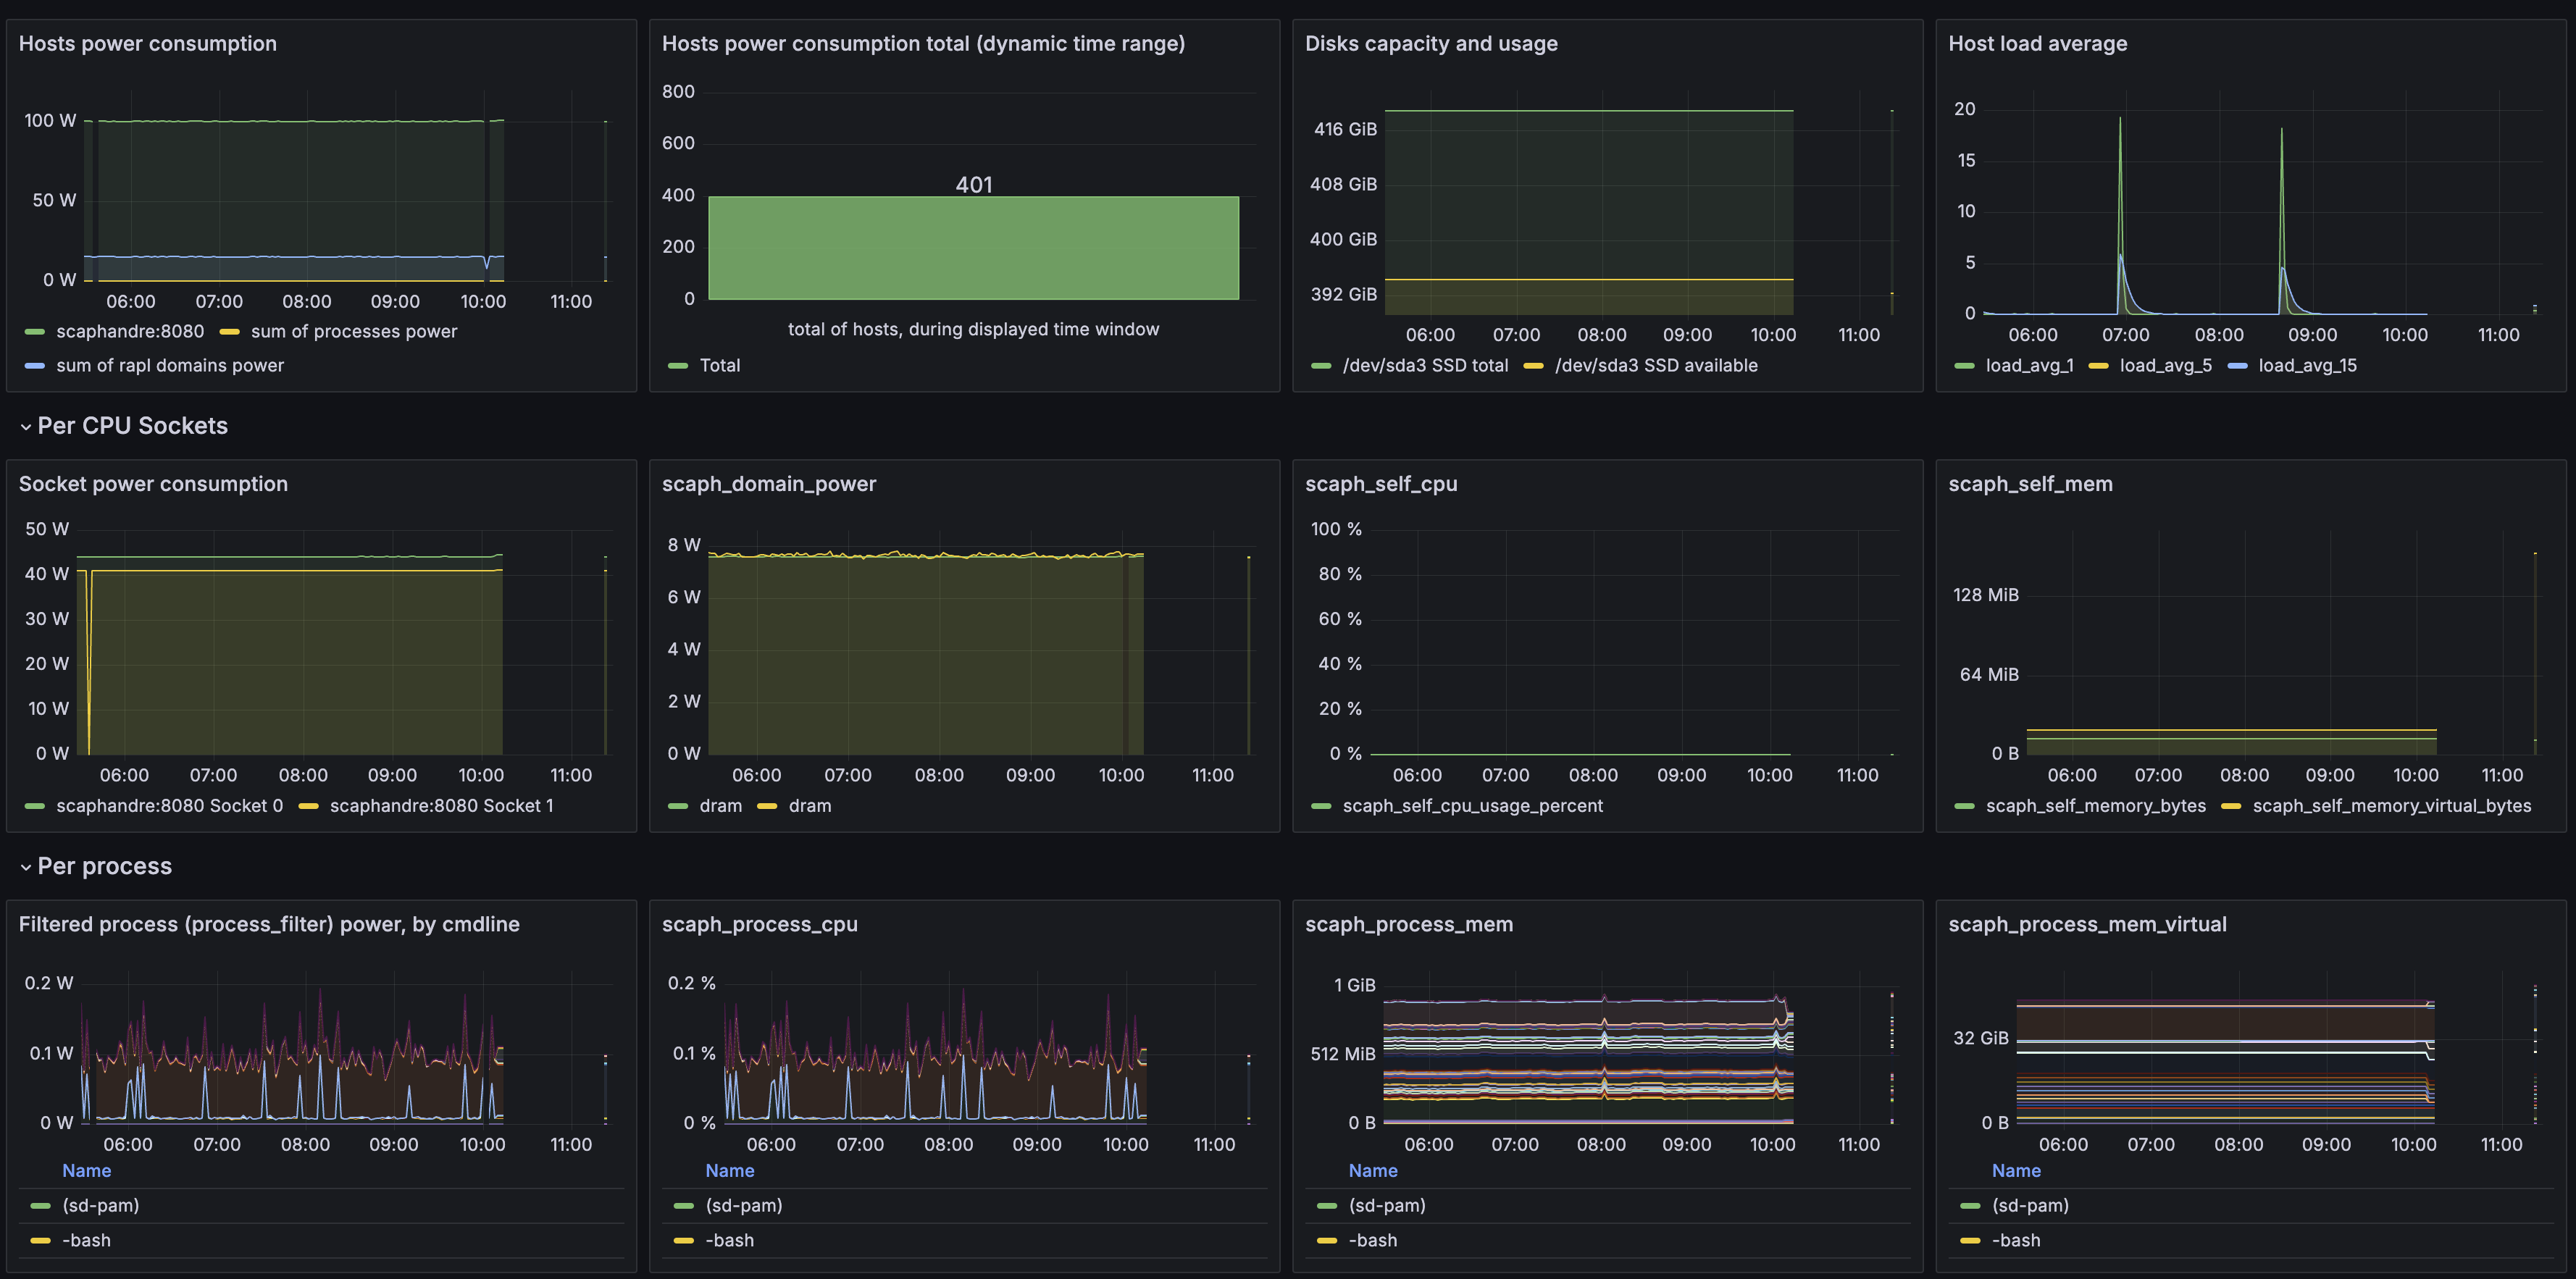 Hosts power consumption
100 W
50 W
0 W
06:00 07:00 08:00 09:00 10:00 11:00
scaphandre:8080 sum of processes power
sum of rapl domains power
Hosts power consumption total (dynamic time range)
800
600
401
400
200
0
total of hosts, during displayed time window
Total
Disks capacity and usage
416 GiB
408 GiB
400 GiB
392 GiB
06:00 07:00 08:00 09:00 10:00 11:00
/dev/sda3 SSD total /dev/sda3 SSD available
Host load average
20
15
10
5
0
06:00 07:00 08:00 09:00 10:00 11:00
load_avg_1 load_avg_5 load_avg_15
Per CPU Sockets
Socket power consumption
50 W
40 W
30 W
20 W
10 W
0 W
06:00 07:00 08:00 09:00 10:00 11:00
scaphandre:8080 Socket 0 scaphandre:8080 Socket 1
scaph_domain_power
8 W
6 W
4 W
2 W
0 W
06:00 07:00 08:00 09:00 10:00 11:00
dram dram
scaph_self_cpu
100 %
80 %
60 %
40 %
20 %
0 %
06:00 07:00 08:00 09:00 10:00 11:00
scaph_self_cpu_usage_percent
scaph_self_mem
128 MiB
64 MiB
0 B
06:00 07:00 08:00 09:00 10:00 11:00
scaph_self_memory_bytes scaph_self_memory_virtual_bytes
Per process
Filtered process (process_filter) power, by cmdline
0.2 W
0.1 W
0 W
06:00 07:00 08:00 09:00 10:00 11:00
Name
(sd-pam)
-bash
scaph_process_cpu
0.2 %
0.1 %
0 %
06:00 07:00 08:00 09:00 10:00 11:00
Name
(sd-pam)
-bash
scaph_process_mem
1 GiB
512 MiB
0 B
06:00 07:00 08:00 09:00 10:00 11:00
Name
(sd-pam)
-bash
scaph_process_mem_virtual
32 GiB
0 B
06:00 07:00 08:00 09:00 10:00 11:00
Name
(sd-pam)
-bash